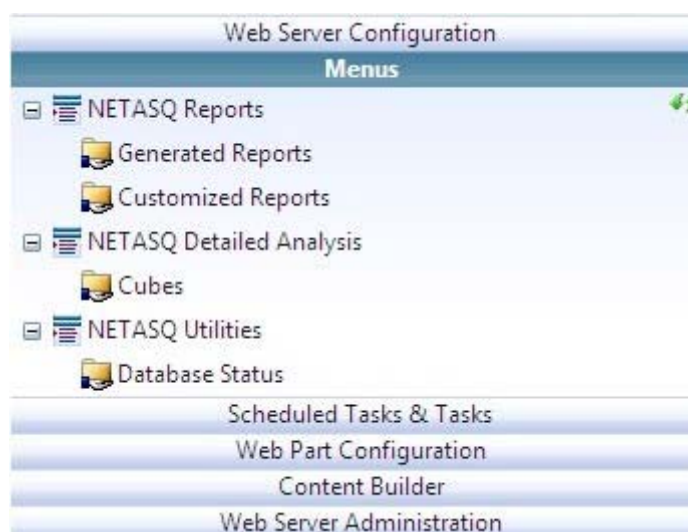 Web Server Configuration
Menus
NETASQ Reports
Generated Reports
Customized Reports
NETASQ Detailed Analysis
Cubes
NETASQ Utilities
Database Status
Scheduled Tasks & Tasks
Web Part Configuration
Content Builder
Web Server Administration